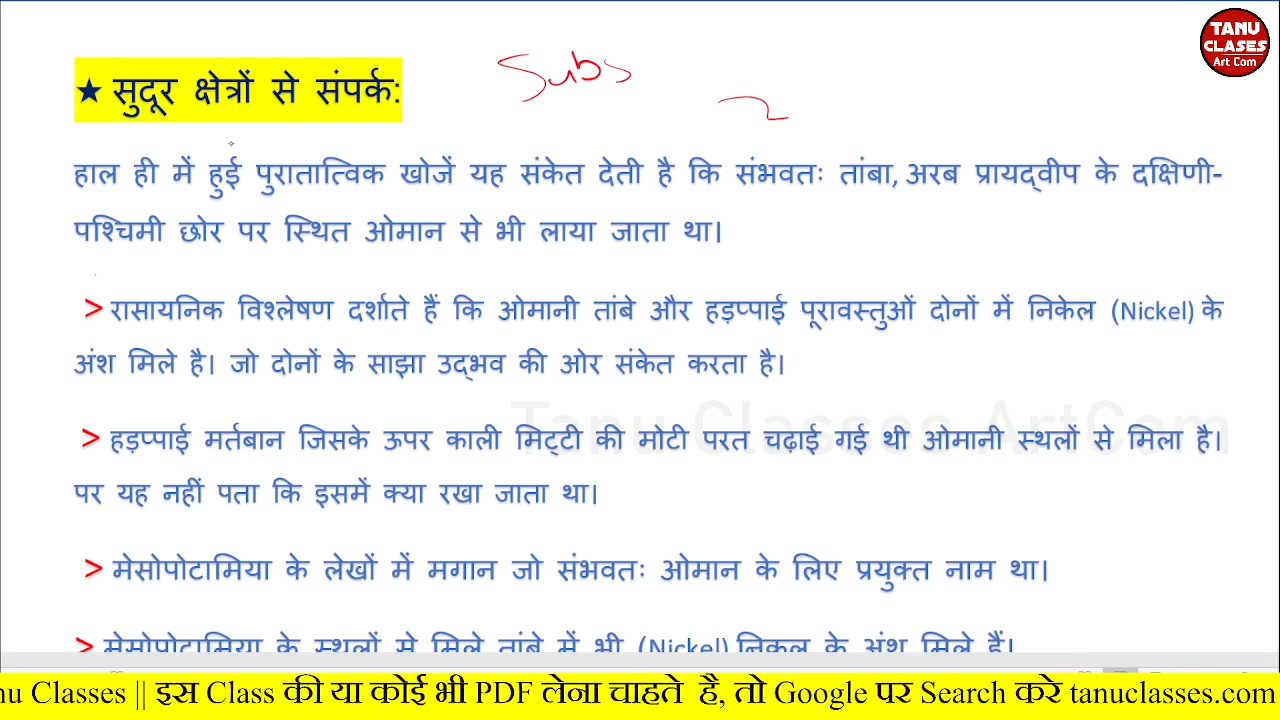 TANU
CLASES
Art Com
Subs
★ सुदूर क्षेत्रों से संपर्क:
हाल ही में हुई पुरातात्विक खोजें यह संकेत देती है कि संभवतः तांबा, अरब प्रायद्वीप के दक्षिणी-
पश्चिमी छोर पर स्थित ओमान से भी लाया जाता था।
> रासायनिक विश्लेषण दर्शाते हैं कि ओमानी तांबे और हड़प्पाई पूरावस्तुओं दोनों में निकेल (Nickel) के
अंश मिले है। जो दोनों के साझा उद्भव की ओर संकेत करता है।
Tanu Classes ArtCom
> हड़प्पाई मर्तबान जिसके ऊपर काली मिट्टी की मोटी परत चढ़ाई गई थी ओमानी स्थलों से मिला है।
पर यह नहीं पता कि इसमें क्या रखा जाता था।
> मेसोपोटामिया के लेखों में मगान जो संभवतः ओमान के लिए प्रयुक्त नाम था।
> मेसोपोटामिया के स्थलों से मिले तांबे में भी (Nickel) निकल के अंश मिले हैं।
nu Classes || इस Class की या कोई भी PDF लेना चाहते है, तो Google पर Search करे tanuclasses.com